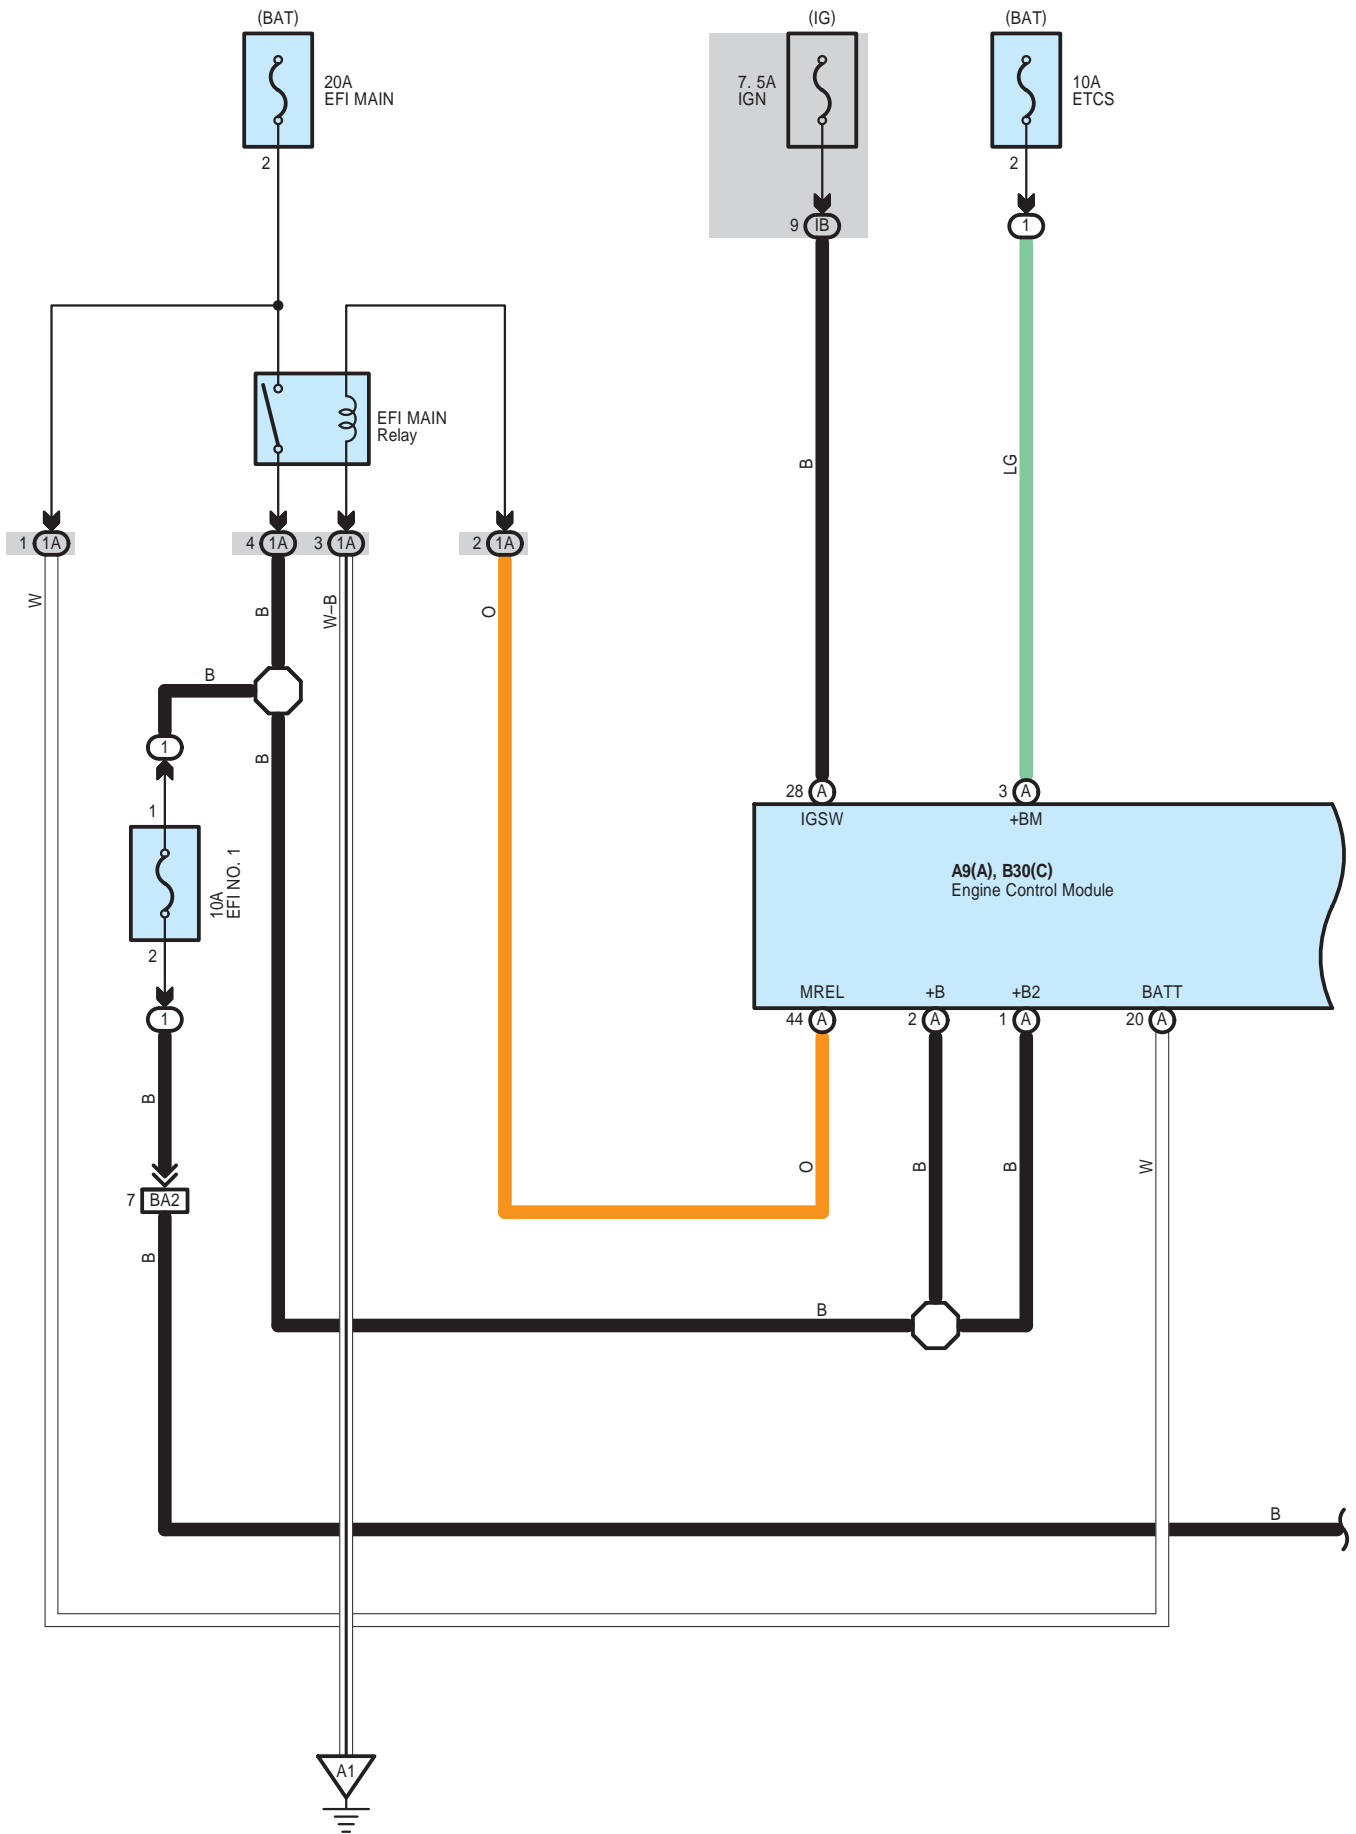 (BAT)
(IG)
(BAT)
20A
EFI MAIN
7. 5A
IGN
10A
ETCS
2
2
9 IB
1
EFI MAIN
Relay
B
LG
1 1A
4 1A
3 1A
2 1A
W
B
W–B
O
B
1
B
28 A
3 A
IGSW
+BM
1
10A
EFI NO. 1
A9(A), B30(C)
Engine Control Module
2
MREL
+B
+B2
BATT
1
44 A
2 A
1 A
20 A
B
O
B
B
W
7 BA2
B
B
B
A1